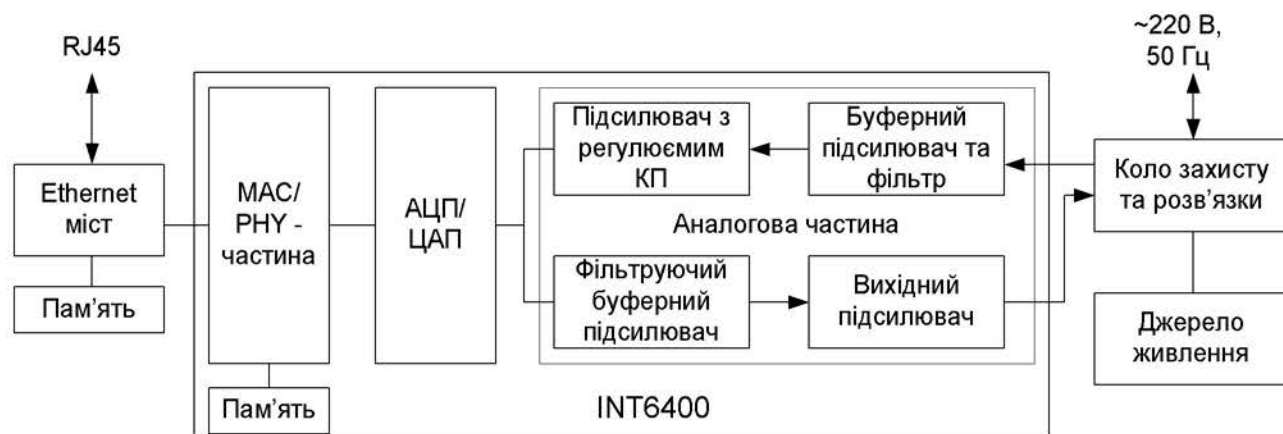 RJ45
~220 В,
50 Гц
Ethernet
міст
Пам’ять
МАС/
PHY -
частина
Пам’ять
АЦП/
ЦАП
Підсилювач з
регулюємим
КП
Буферний
підсилювач та
фільтр
Аналогова частина
Фільтруючий
буферний
підсилювач
Вихідний
підсилювач
INT6400
Коло захисту
та розв’язки
Джерело
живлення